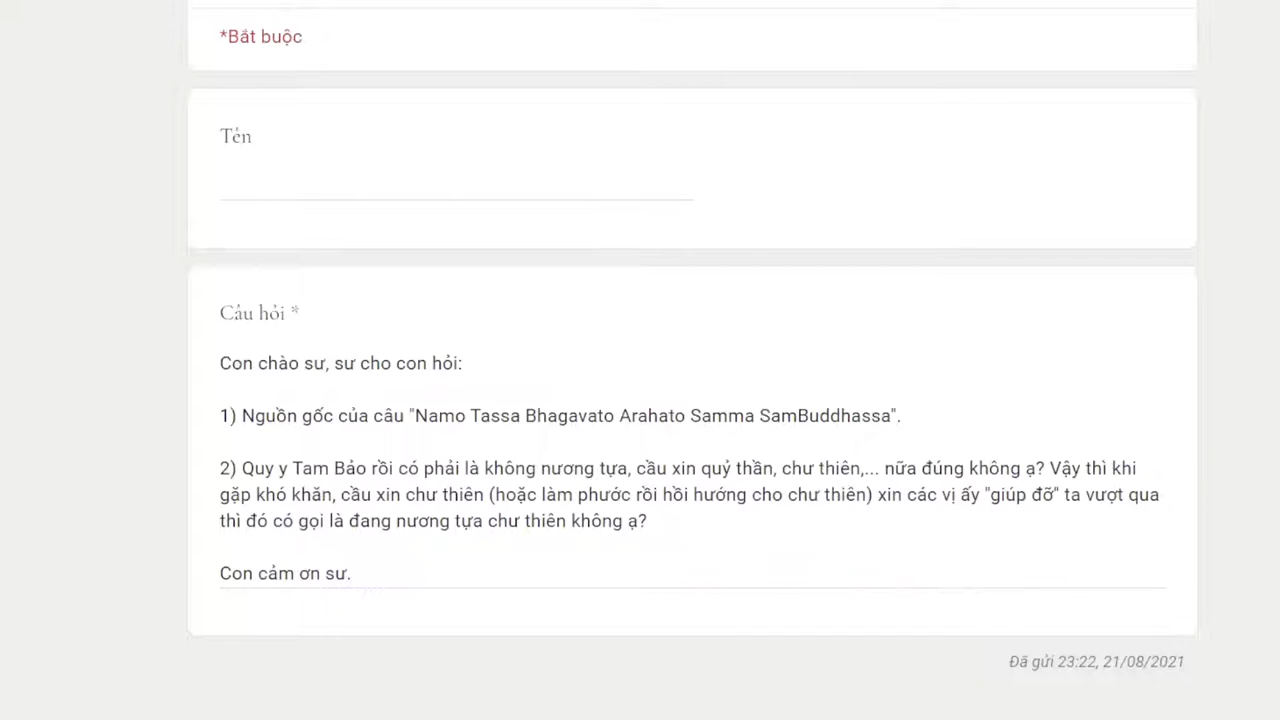 *Bắt buộc
Tên
Câu hỏi *
Con chào sư, sư cho con hỏi:
1) Nguồn gốc của câu "Namo Tassa Bhagavato Arahato Samma SamBuddhassa".
2) Quy y Tam Bảo rồi có phải là không nương tựa, cầu xin quỷ thần, chư thiên,... nữa đúng không ạ? Vậy thì khi
gặp khó khăn, cầu xin chư thiên (hoặc làm phước rồi hồi hướng cho chư thiên) xin các vị ấy "giúp đỡ" ta vượt qua
thì đó có gọi là đang nương tựa chư thiên không ạ?
Con cảm ơn sư.
Đã gửi 23:22, 21/08/2021